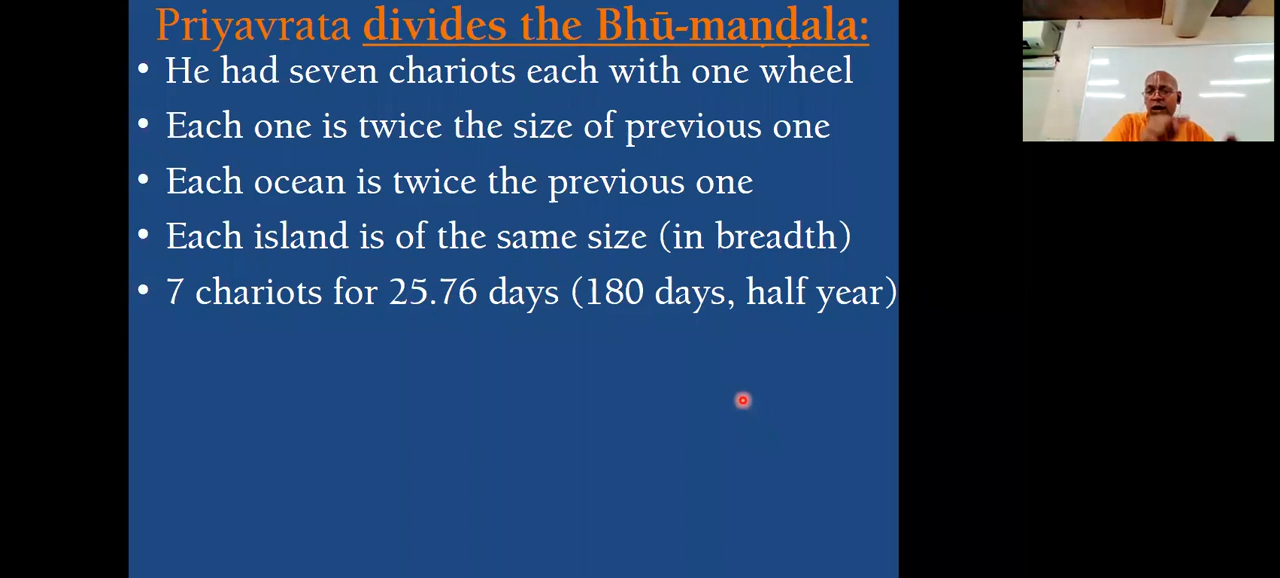 Priyavrata divides the Bhū-maṇḍala:
• He had seven chariots each with one wheel
• Each one is twice the size of previous one
• Each ocean is twice the previous one
• Each island is of the same size (in breadth)
• 7 chariots for 25.76 days (180 days, half year)